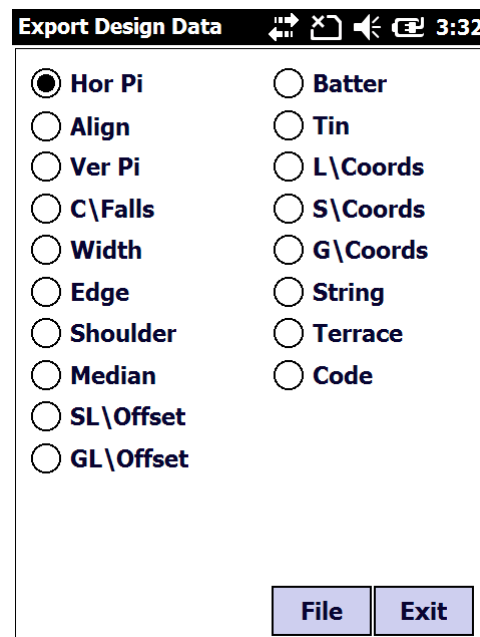 Export Design Data 3:32
Hor Pi
Align
Ver Pi
C\Falls
Width
Edge
Shoulder
Median
SL\Offset
GL\Offset
Batter
Tin
L\Coords
S\Coords
G\Coords
String
Terrace
Code
File Exit